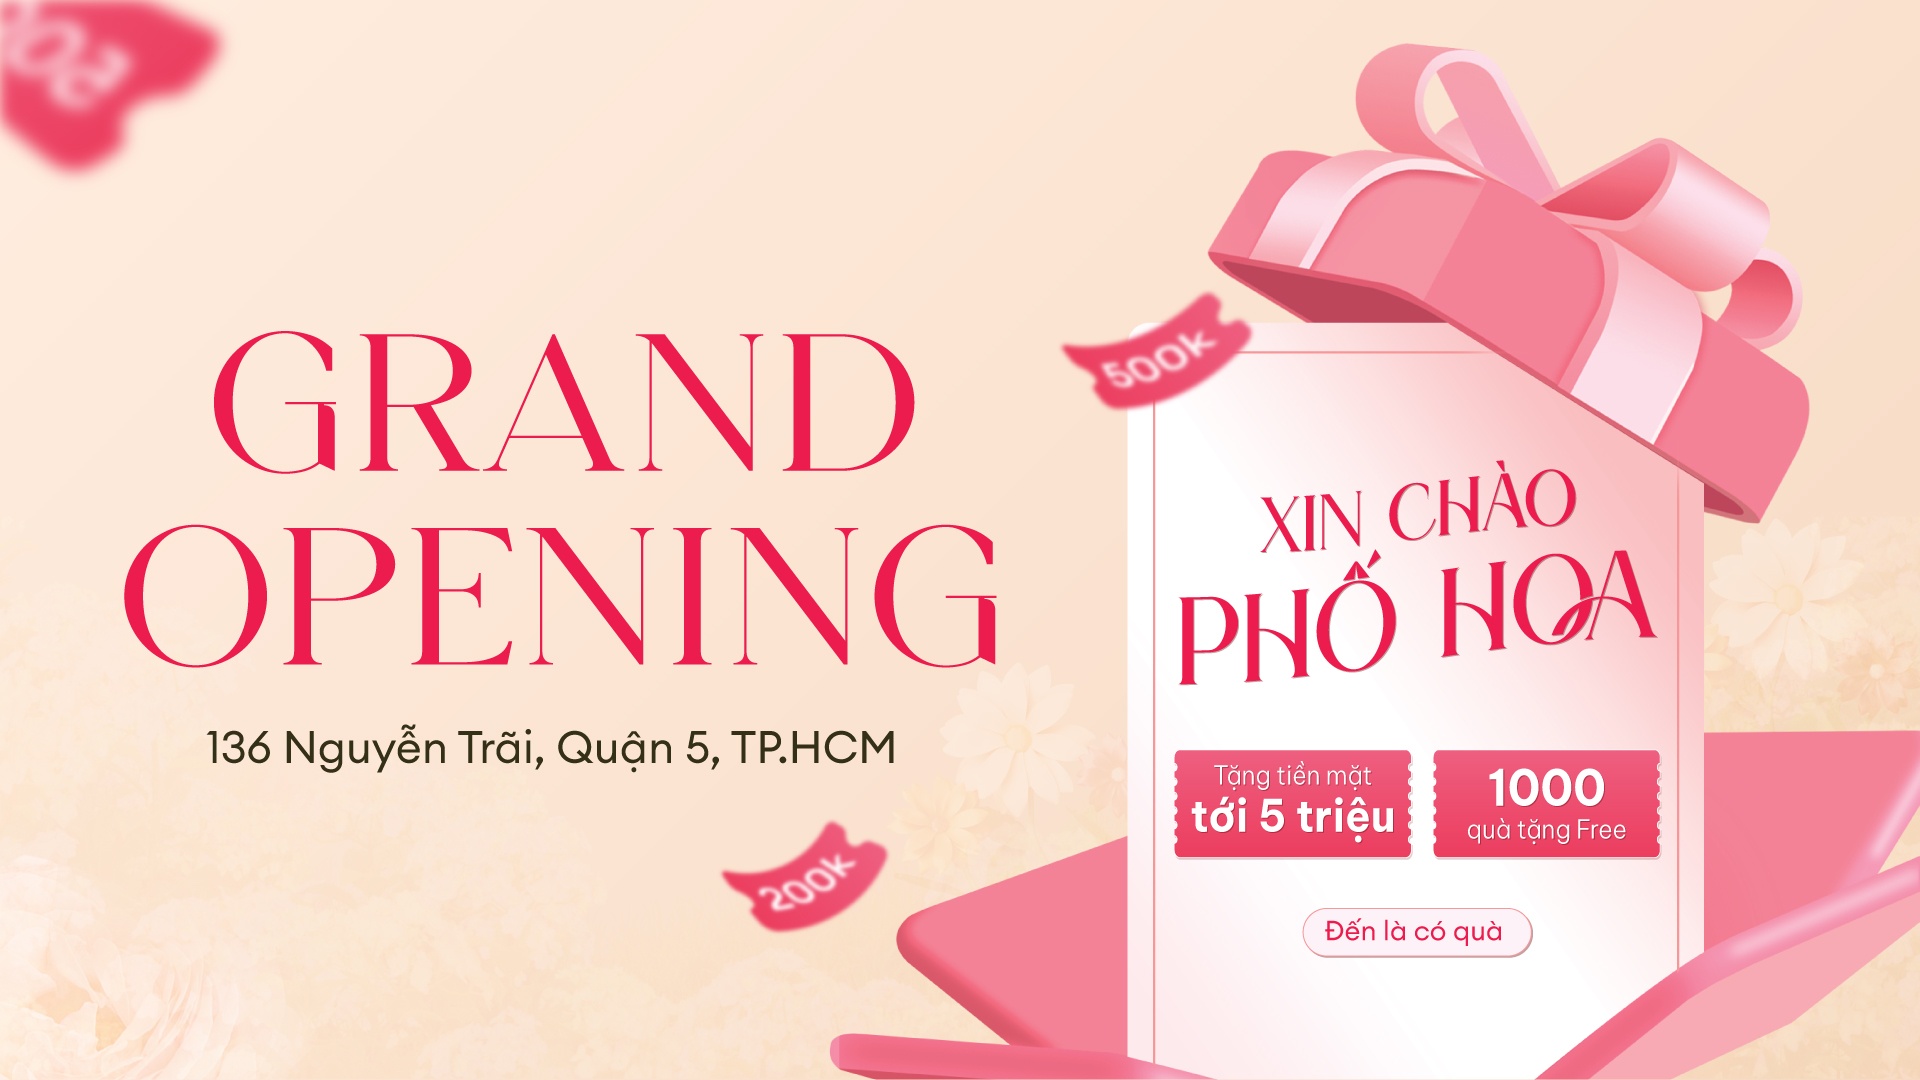 GRAND
OPENING
136 Nguyễn Trãi, Quận 5, TP.HCM
500k
200k
XIN CHÀO
PHỐ HOA
Tặng tiền mặt
tới 5 triệu
1000
quà tặng Free
Đến là có quà